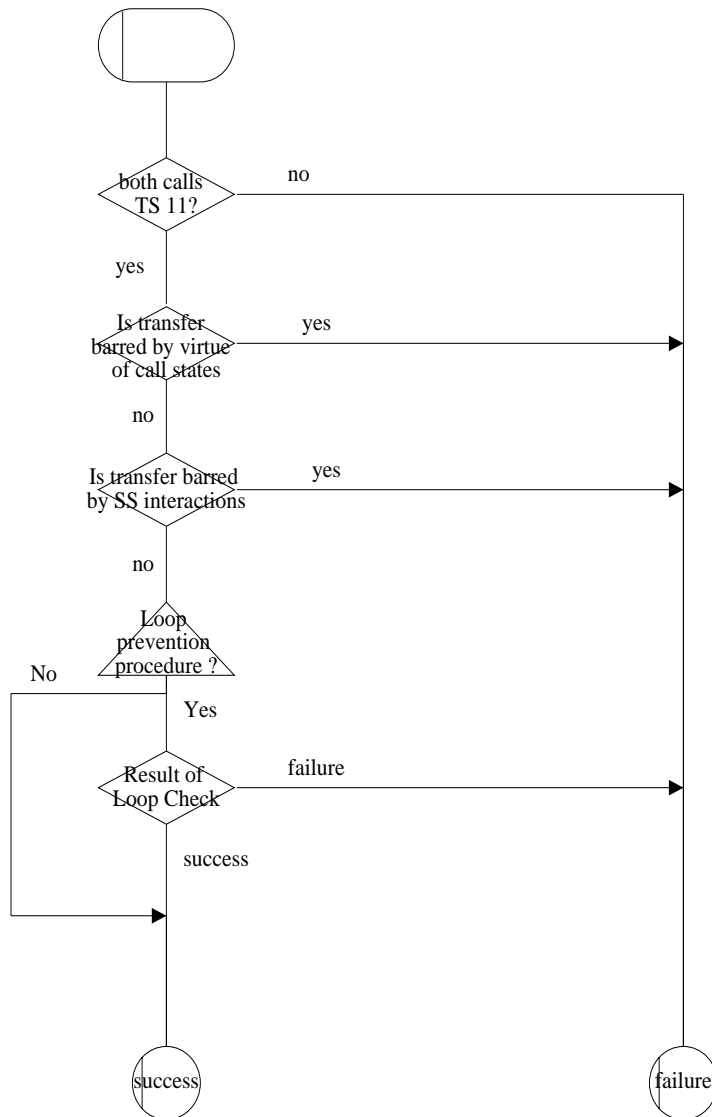 both calls
TS 11?
no
yes
Is transfer
barred by virtue
of call states
yes
no
Is transfer barred
by SS interactions
yes
no
Loop
prevention
procedure ?
No
Yes
Result of
Loop Check
failure
success
success
failure